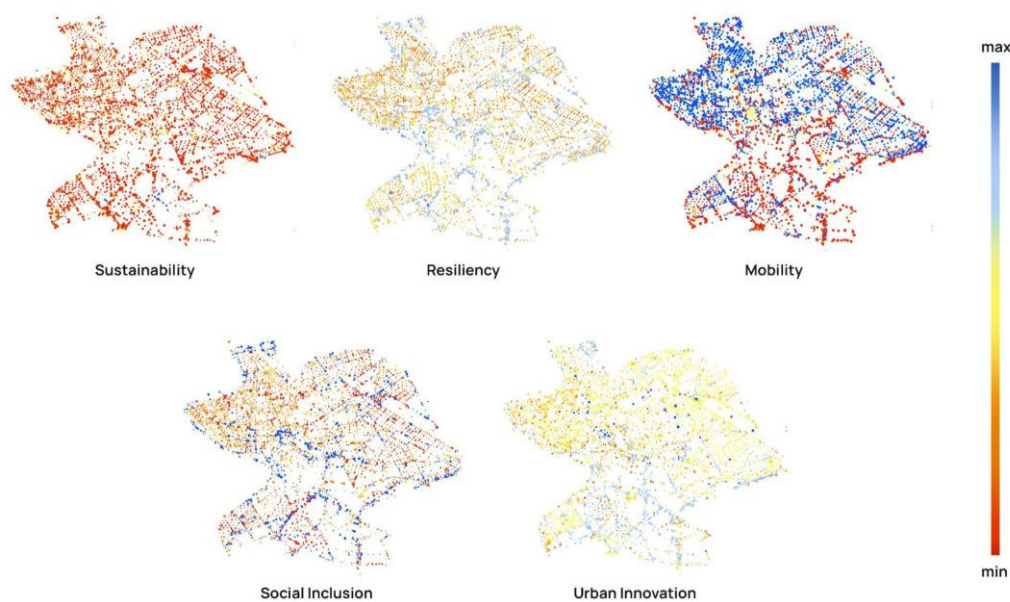 max
Sustainability
Resiliency
Mobility
Social Inclusion
Urban Innovation
min